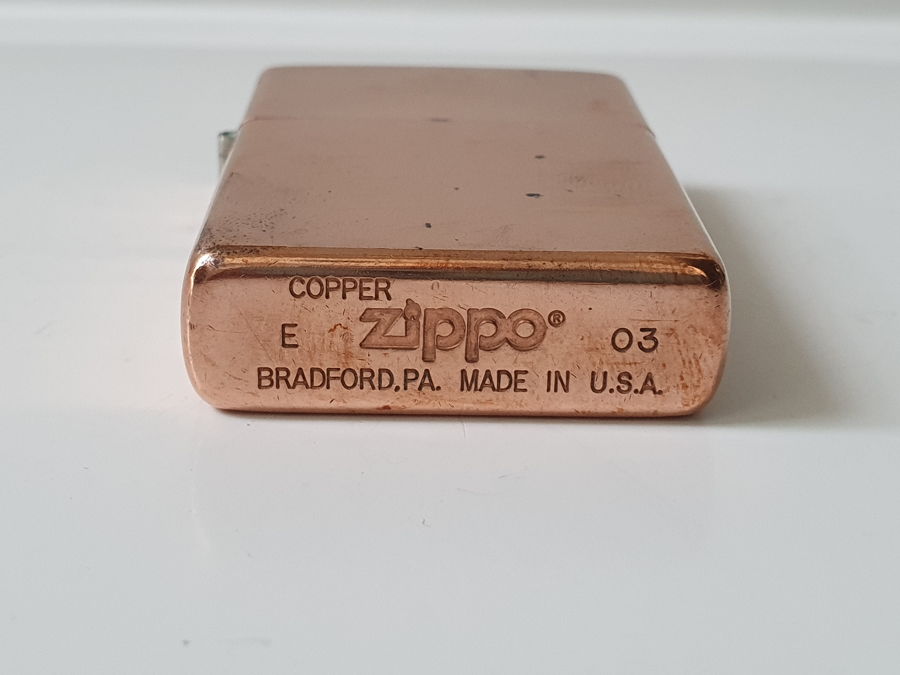 COPPER
E zippo® 03
BRADFORD,PA. MADE IN U.S.A.